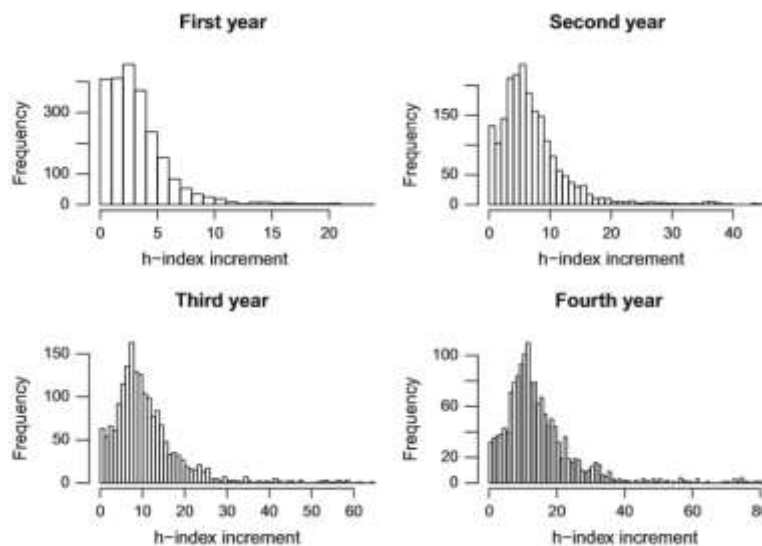 First year
Frequency
300
100
0
0 5 10 15 20
h-index increment
Second year
Frequency
150
50
0
0 10 20 30 40
h-index increment
Third year
Frequency
150
100
50
0
0 10 20 30 40 50 60
h-index increment
Fourth year
Frequency
100
60
20
0
0 20 40 60 80
h-index increment